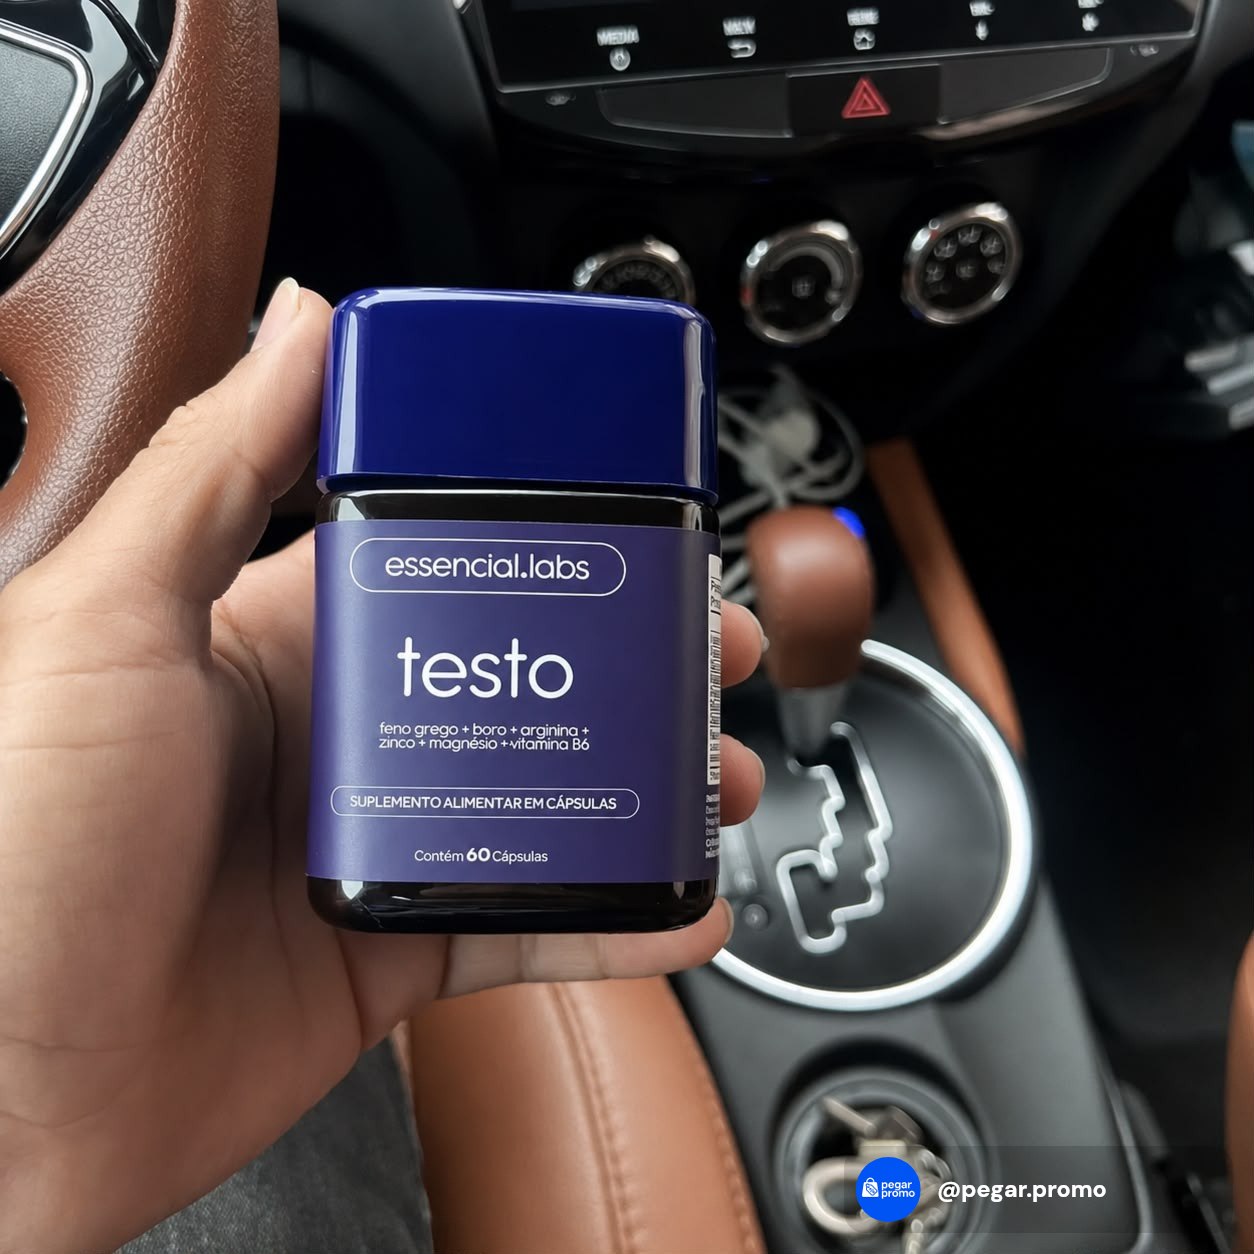 MEDIA
essencial.labs
testo
feno grego + boro + arginina +
zinco + magnésio + vitamina B6
SUPLEMENTO ALIMENTAR EM CÁPSULAS
Contém 60 Cápsulas
pegar
promo
@pegar.promo